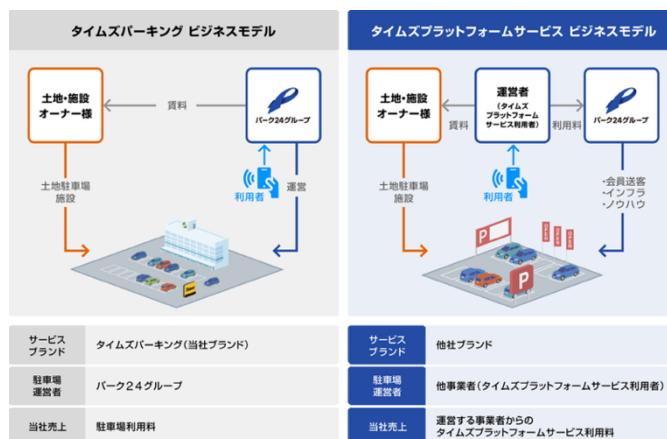 タイムズパーキング ビジネスモデル
土地・施設
オーナー様
賃料
パーク24グループ
土地駐車場
施設
利用者
運営
サービス
ブランド
タイムズパーキング(当社ブランド)
駐車場
運営者
パーク24グループ
当社売上
駐車場利用料
タイムズプラットフォームサービス ビジネスモデル
土地・施設
オーナー様
賃料
運営者
(タイムズ
プラットフォーム
サービス利用者)
利用料
パーク24グループ
土地駐車場
施設
利用者
・会員送客
・インフラ
・ノウハウ
P
P
サービス
ブランド
他社ブランド
駐車場
運営者
他事業者(タイムズプラットフォームサービス利用者)
当社売上
運営する事業者からの
タイムズプラットフォームサービス利用料